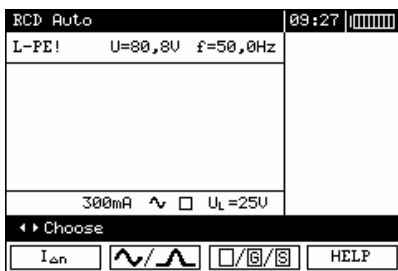 RCD Auto 09:27
L-PE! U=80,8V f=50,0Hz
300mA UL=25V
Choose
IΔn / □/G/S HELP